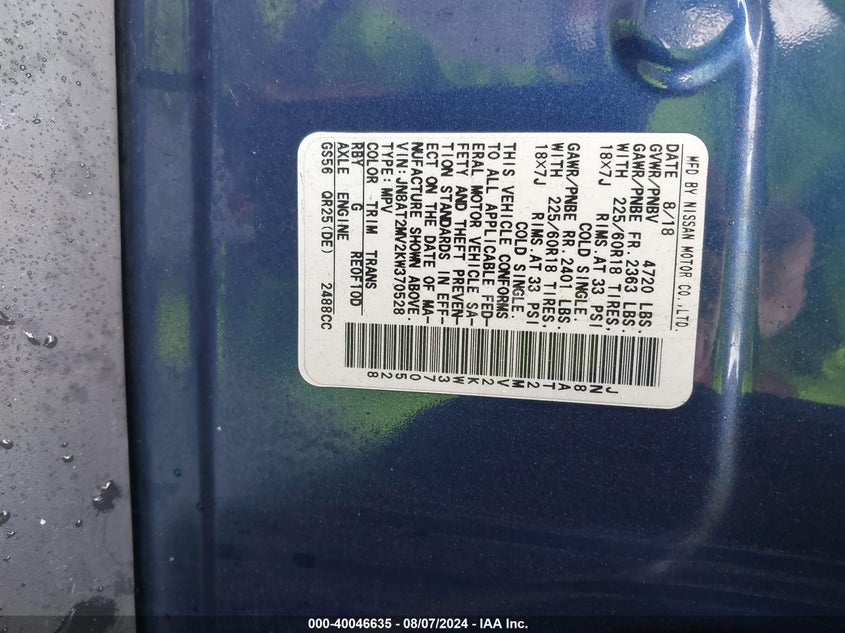 MFD BY NISSAN MOTOR CO.,LTD.
DATE 8/18
GVWR/PNBV 4720 LBS.
GAWR/PNBE FR 2363 LBS.
WITH 225/60R18 TIRES,
18X7J RIMS.AT 33 PSI
COLD SINGLE.
GAWR/PNBE RR. 2401 LBS.
WITH 225/60R18 TIRES,
18X7J RIMS.AT 33 PSI
COLD SINGLE.
THIS VEHICLE CONFORMS
TO ALL APPLICABLE FED-
ERAL MOTOR VEHICLE SA-
FETY AND THEFT PREVEN-
TION STANDARDS IN EFF-
ECT ON THE DATE OF MA-
NUFACTURE SHOWN ABOVE.
VIN:JN8AT2MV2KW370528
TYPE:MPV
COLOR TRIM TRANS
RBY G RE0F10D
AXLE ENGINE
GS56 QR25(DE) 2488CC
JN8AT2MV2KW370528
000-40046635 - 08/07/2024 - IAA Inc.